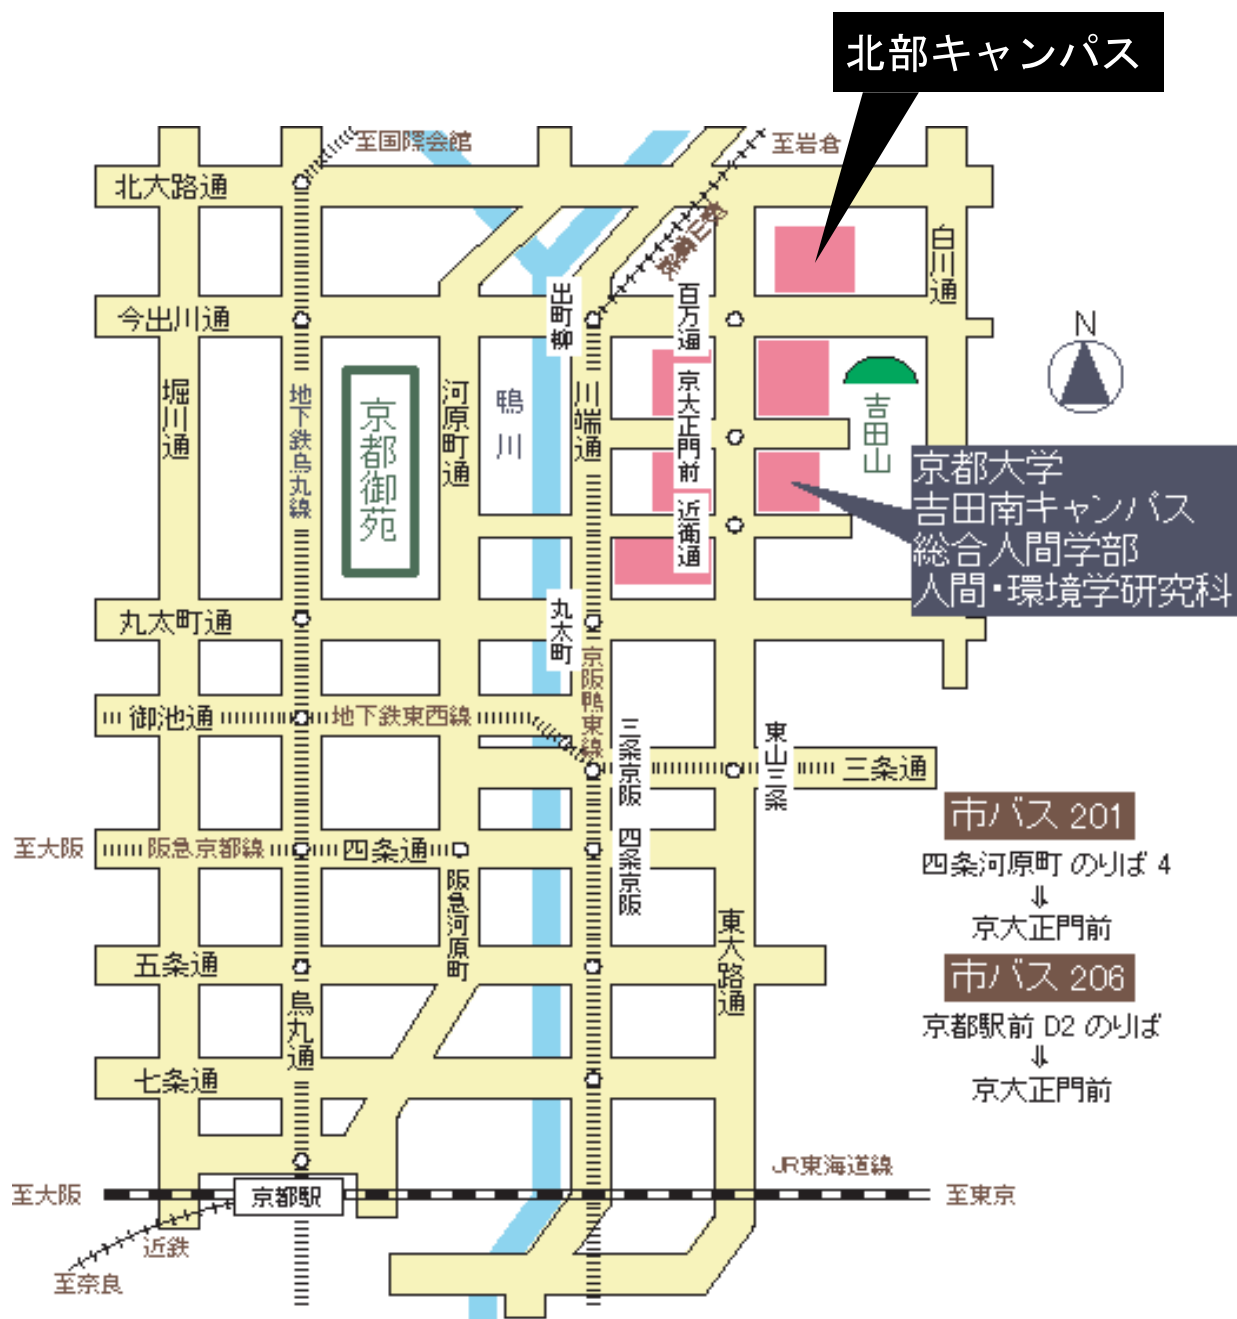 北部キャンパス
至国際会館
至岩倉
北大路通
叡山電鉄
白川通
出町柳
百万遍
今出川通
N
堀川通
地下鉄烏丸線
京都御苑
河原町通
鴨川
川端通
京大正門前
吉田山
京都大学
吉田南キャンパス
総合人間学部
人間・環境学研究科
近衛通
丸太町通
丸太町
京阪鴨東線
御池通
地下鉄東西線
三条京阪
東山三条
三条通
市バス 201
四条河原町 のりば 4
⇓
京大正門前
至大阪
阪急京都線
四条通
四条京阪
阪急河原町
東大路通
五条通
市バス 206
京都駅前 D2 のりば
⇓
京大正門前
烏丸通
七条通
JR東海道線
至大阪
京都駅
至東京
近鉄
至奈良